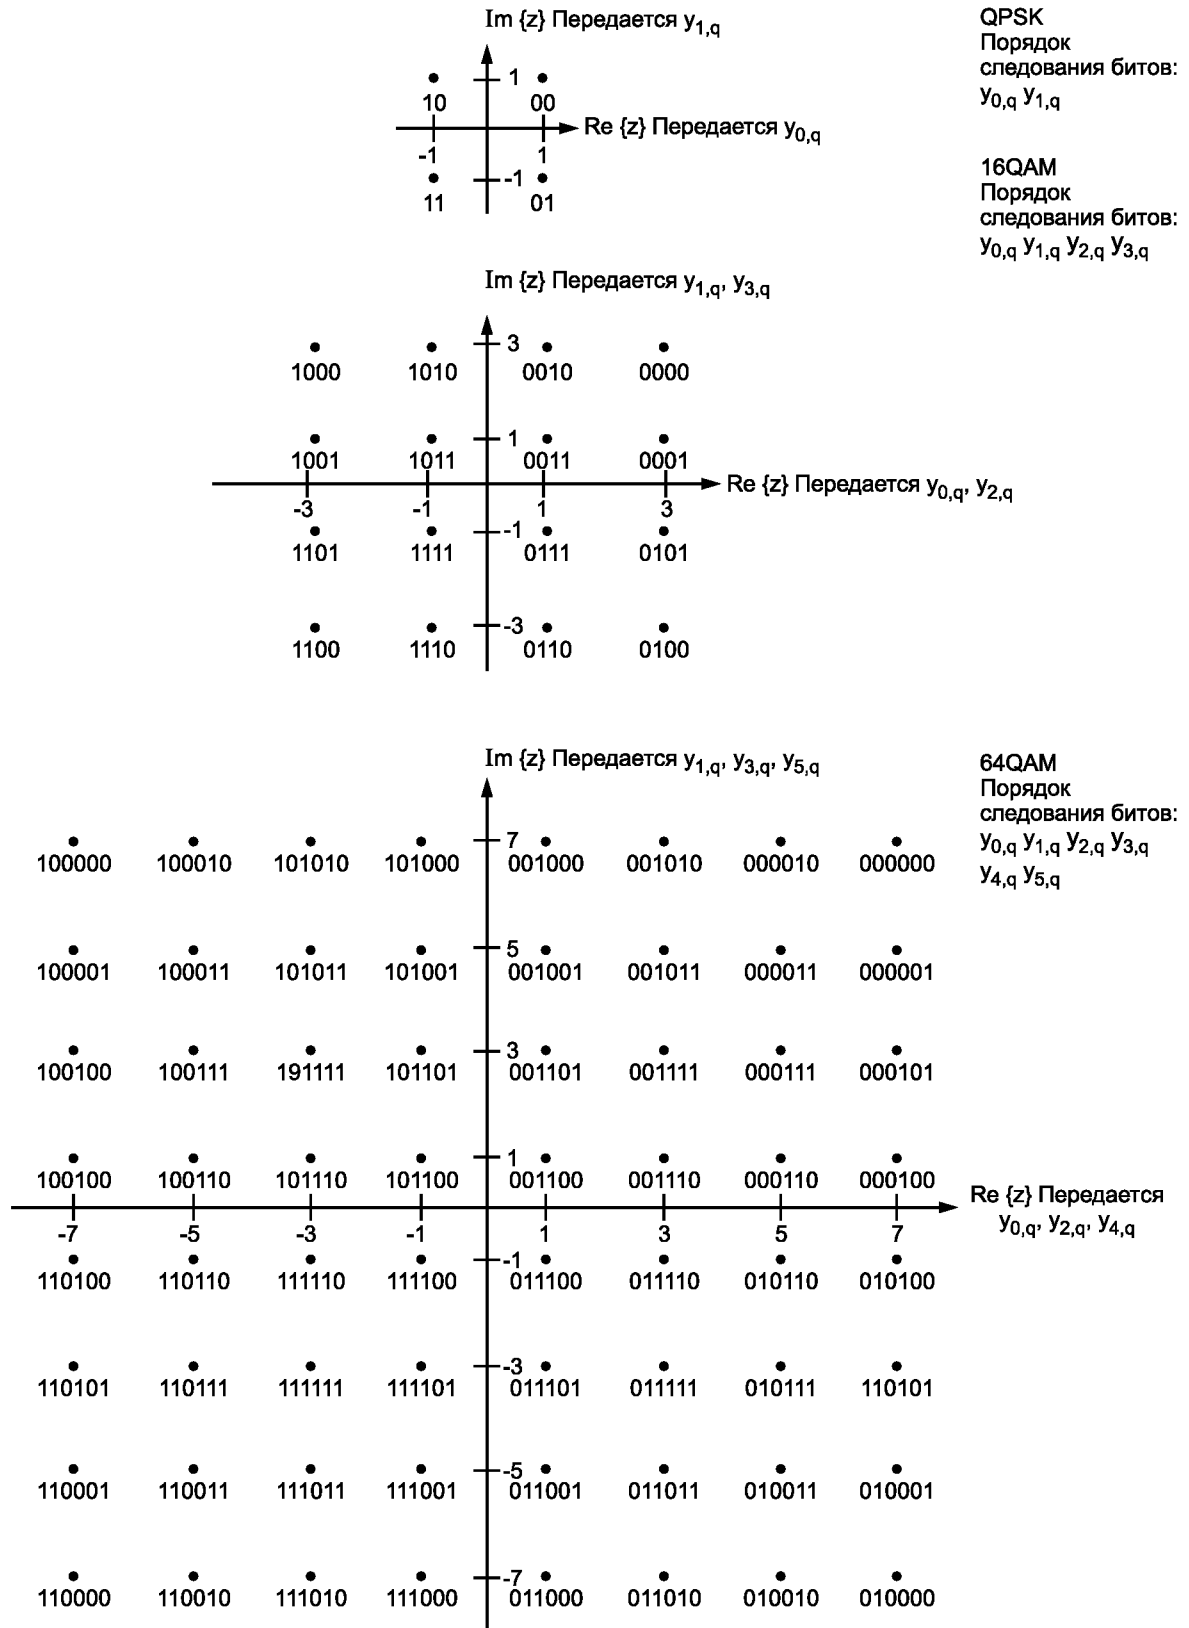 Im {z} Передается y1,q
QPSK
Порядок
следования битов:
y0,q y1,q
1
10 00
Re {z} Передается y0,q
-1 1
-1
11 01
16QAM
Порядок
следования битов:
y0,q y1,q y2,q y3,q
Im {z} Передается y1,q, y3,q
3
1000 1010 0010 0000
1
1001 1011 0011 0001
Re {z} Передается y0,q, y2,q
-3 -1 1 3
-1
1101 1111 0111 0101
-3
1100 1110 0110 0100
Im {z} Передается y1,q, y3,q, y5,q
64QAM
Порядок
следования битов:
y0,q y1,q y2,q y3,q
y4,q y5,q
7
100000 100010 101010 101000 001000 001010 000010 000000
5
100001 100011 101011 101001 001001 001011 000011 000001
3
100100 100111 191111 101101 001101 001111 000111 000101
1
100100 100110 101110 101100 001100 001110 000110 000100
Re {z} Передается
y0,q, y2,q, y4,q
-7 -5 -3 -1 1 3 5 7
-1
110100 110110 111110 111100 011100 011110 010110 010100
-3
110101 110111 111111 111101 011101 011111 010111 110101
-5
110001 110011 111011 111001 011001 011011 010011 010001
-7
110000 110010 111010 111000 011000 011010 010010 010000